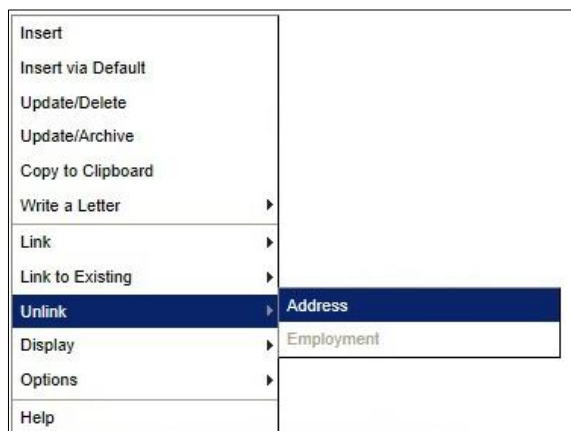 Insert
Insert via Default
Update/Delete
Update/Archive
Copy to Clipboard
Write a Letter
Link
Link to Existing
Unlink
Address
Display
Employment
Options
Help